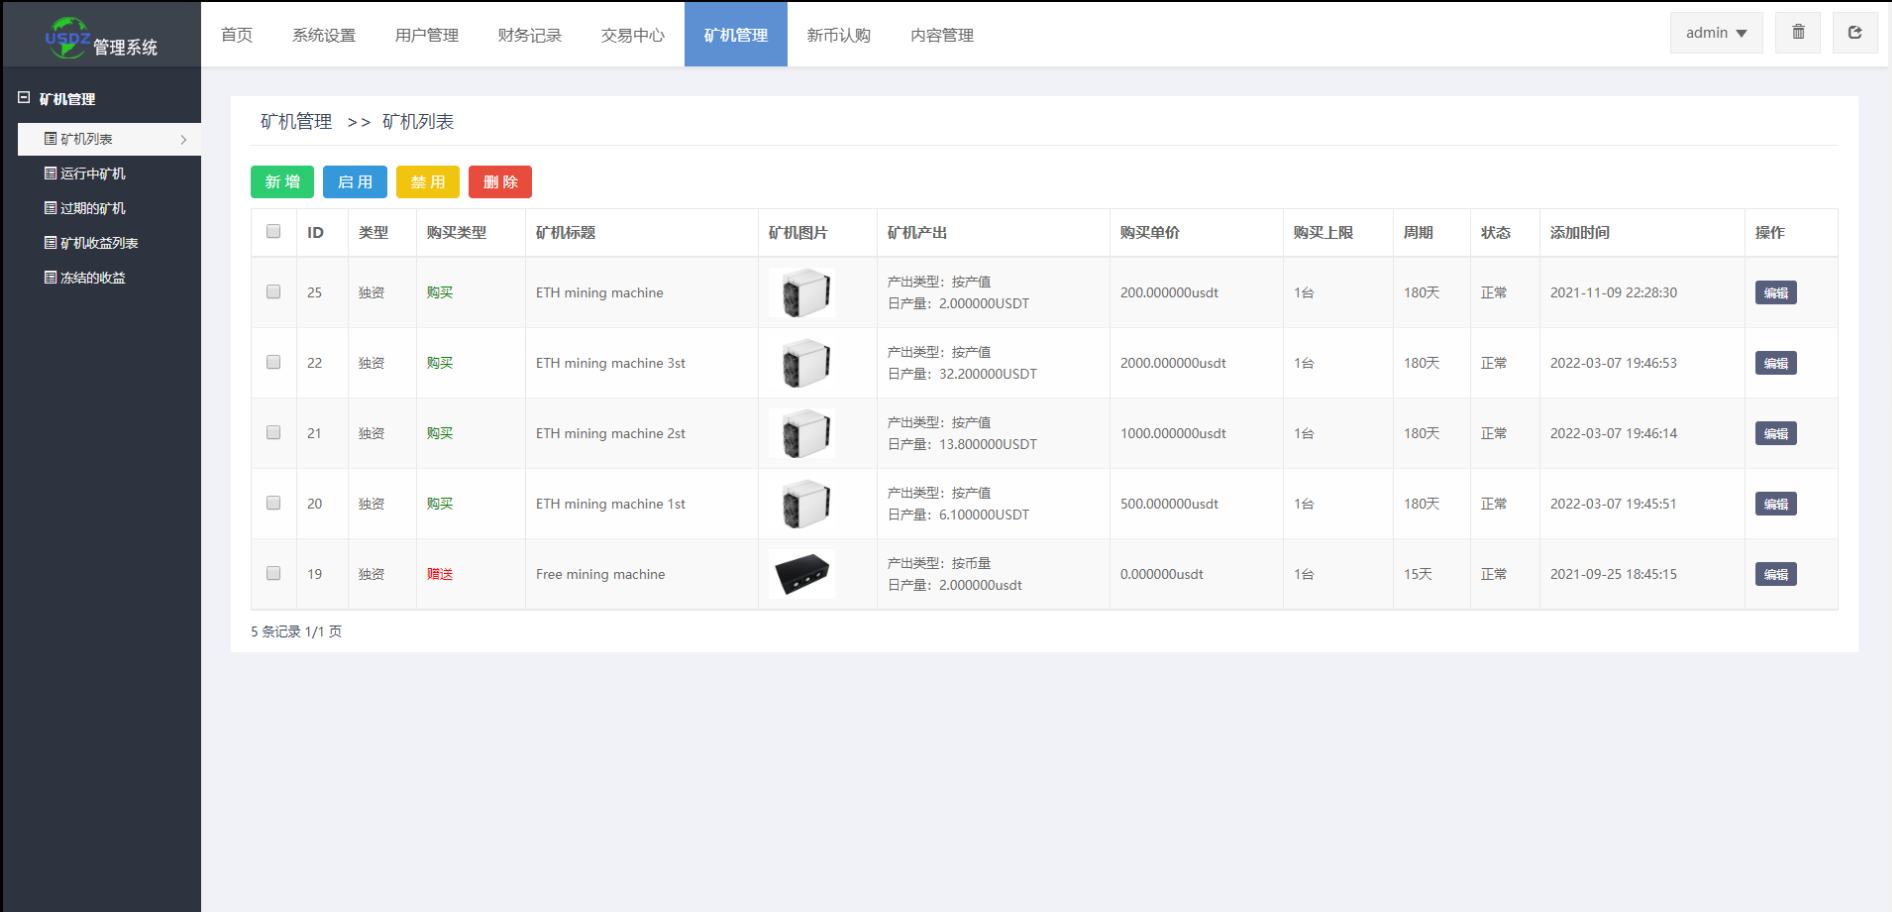 USDZ 管理系统
首页 系统设置 用户管理 财务记录 交易中心 矿机管理 新币认购 内容管理 admin
矿机管理
矿机列表
运行中矿机
过期的矿机
矿机收益列表
冻结的收益
矿机管理 >> 矿机列表
新 增 启 用 禁 用 删 除
ID 类型 购买类型 矿机标题 矿机图片 矿机产出 购买单价 购买上限 周期 状态 添加时间 操作
25 独资 购买 ETH mining machine 产出类型：按产值 200.000000usdt 1台 180天 正常 2021-11-09 22:28:30 编辑
日产量：2.000000USDT
22 独资 购买 ETH mining machine 3st 产出类型：按产值 2000.000000usdt 1台 180天 正常 2022-03-07 19:46:53 编辑
日产量：32.200000USDT
21 独资 购买 ETH mining machine 2st 产出类型：按产值 1000.000000usdt 1台 180天 正常 2022-03-07 19:46:14 编辑
日产量：13.800000USDT
20 独资 购买 ETH mining machine 1st 产出类型：按产值 500.000000usdt 1台 180天 正常 2022-03-07 19:45:51 编辑
日产量：6.100000USDT
19 独资 赠送 Free mining machine 产出类型：按币量 0.000000usdt 1台 15天 正常 2021-09-25 18:45:15 编辑
日产量：2.000000usdt
5 条记录 1/1 页